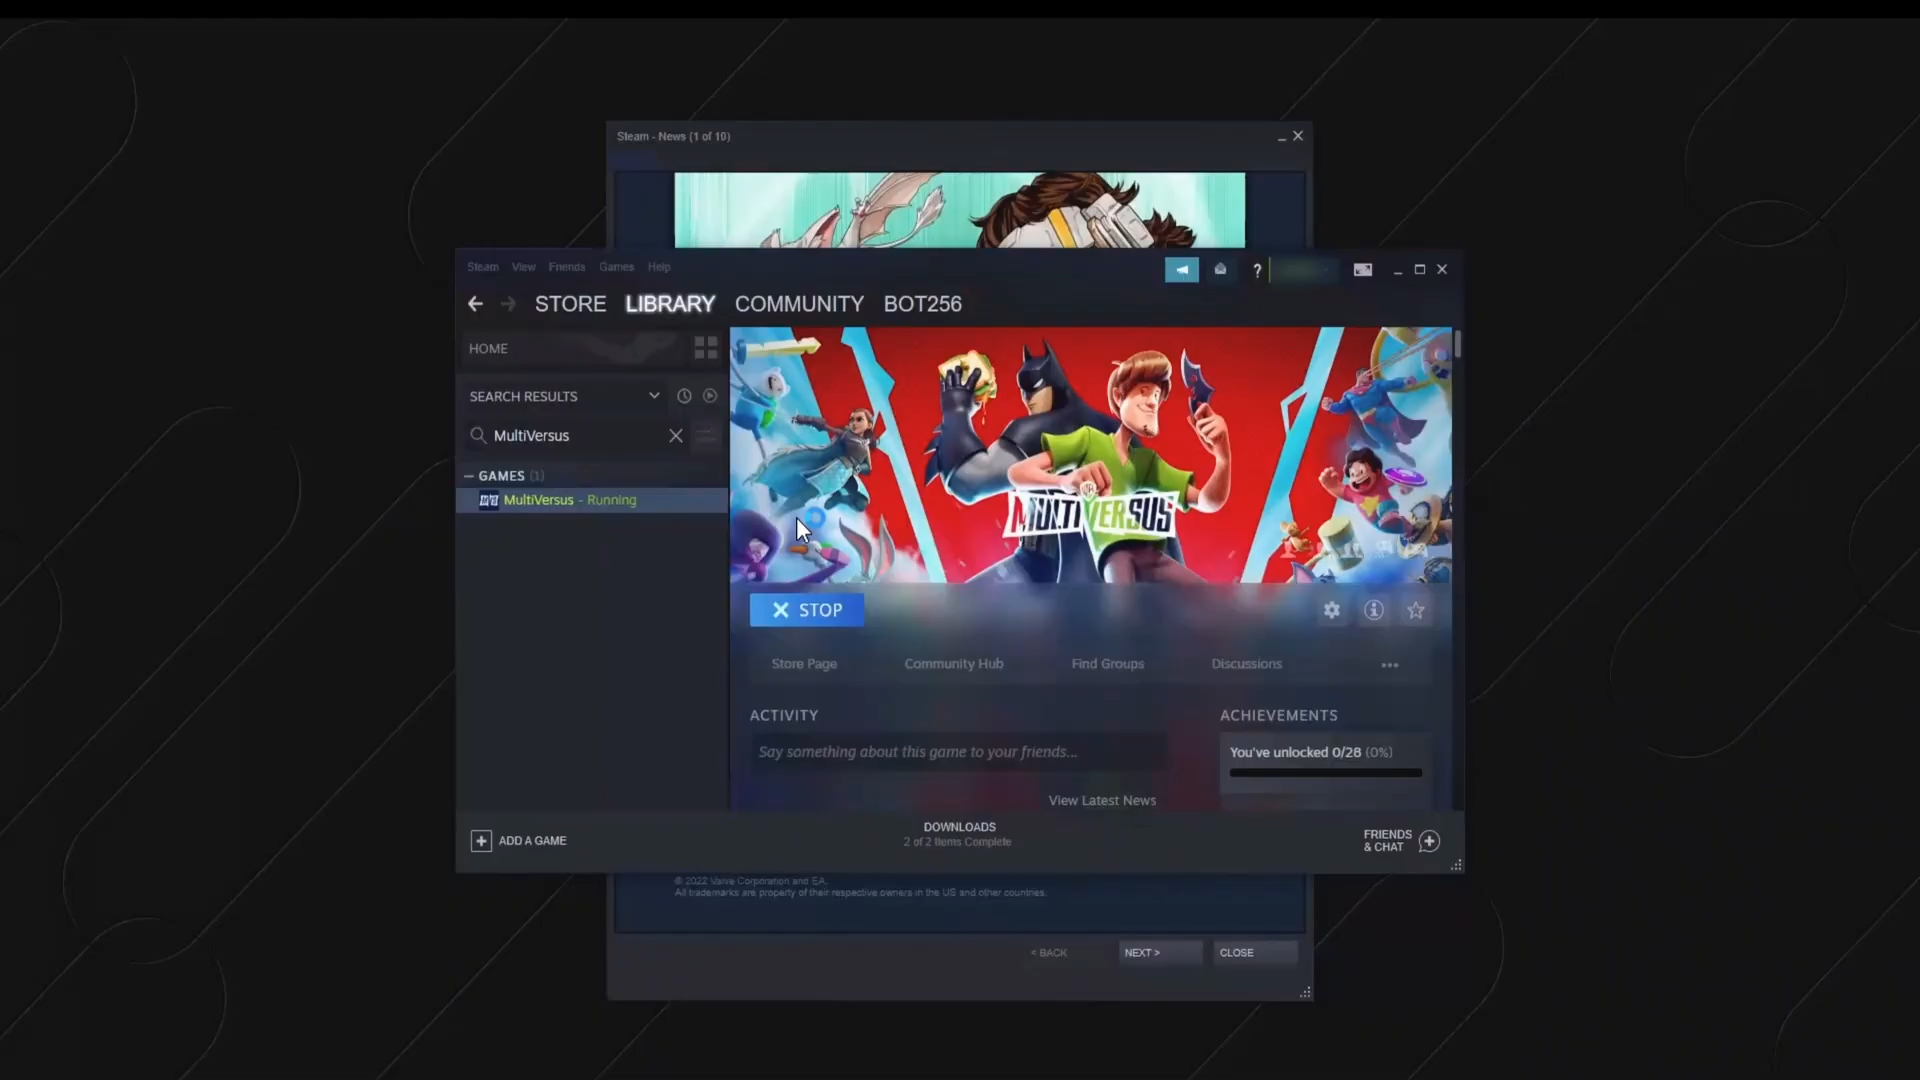 Steam - News (1 of 10)
Steam View Friends Games Help
?
STORE LIBRARY COMMUNITY BOT256
HOME
SEARCH RESULTS
MultiVersus
GAMES (1)
MultiVersus - Running
MULTIVERSUS
STOP
Store Page Community Hub Find Groups Discussions ...
ACTIVITY
ACHIEVEMENTS
Say something about this game to your friends...
You've unlocked 0/28 (0%)
View Latest News
ADD A GAME
DOWNLOADS
2 of 2 Items Complete
FRIENDS
& CHAT
© 2022 Valve Corporation and EA.
All trademarks are property of their respective owners in the US and other countries.
< BACK NEXT > CLOSE